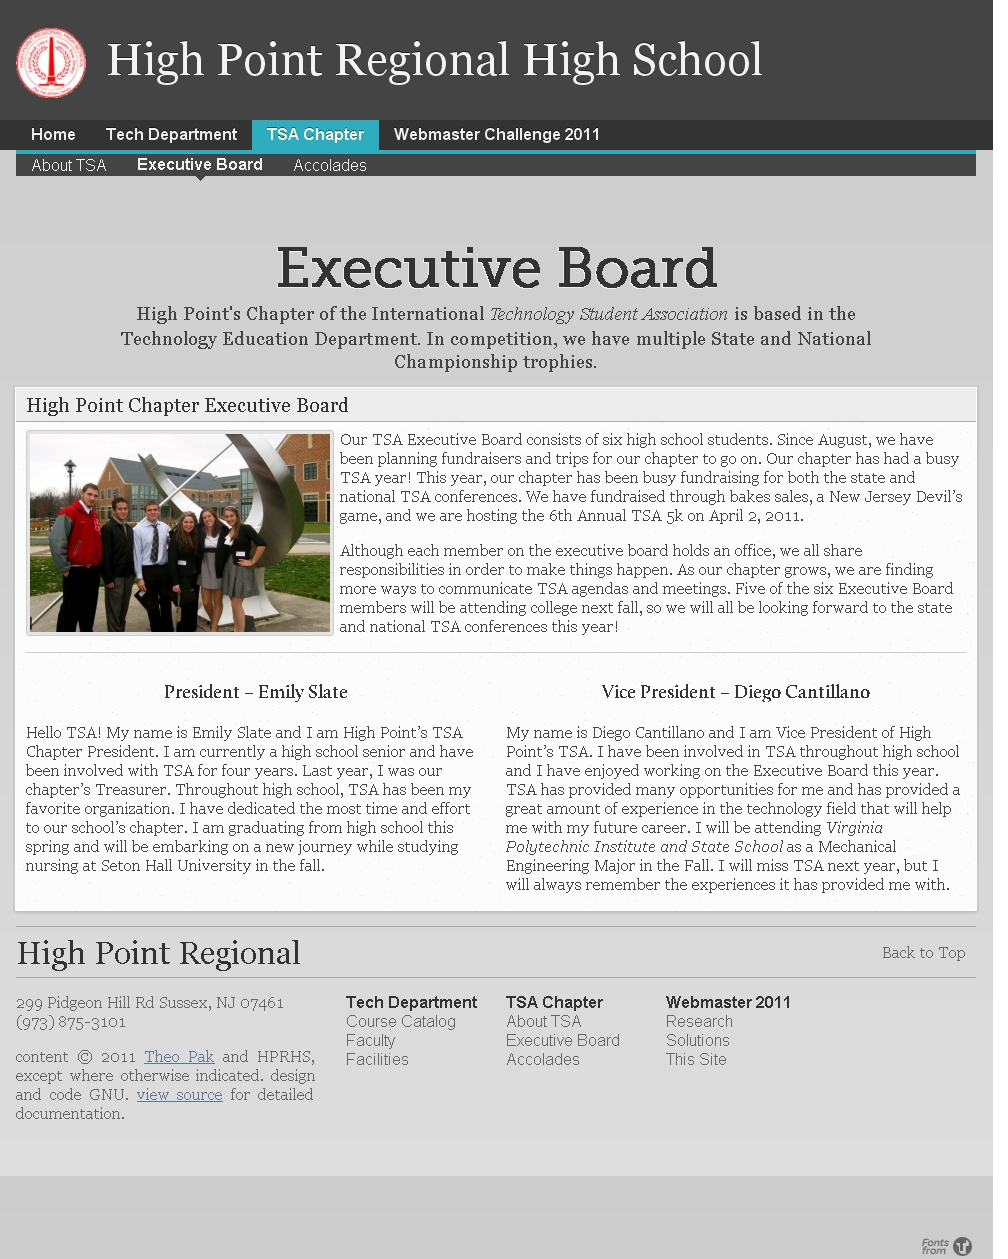 High Point Regional High School
Home Tech Department TSA Chapter Webmaster Challenge 2011
About TSA Executive Board Accolades
Executive Board
High Point's Chapter of the International Technology Student Association is based in the
Technology Education Department. In competition, we have multiple State and National
Championship trophies.
High Point Chapter Executive Board
Our TSA Executive Board consists of six high school students. Since August, we have
been planning fundraisers and trips for our chapter to go on. Our chapter has had a busy
TSA year! This year, our chapter has been busy fundraising for both the state and
national TSA conferences. We have fundraised through bakes sales, a New Jersey Devil's
game, and we are hosting the 6th Annual TSA 5k on April 2, 2011.
Although each member on the executive board holds an office, we all share
responsibilities in order to make things happen. As our chapter grows, we are finding
more ways to communicate TSA agendas and meetings. Five of the six Executive Board
members will be attending college next fall, so we will all be looking forward to the state
and national TSA conferences this year!
President – Emily Slate
Hello TSA! My name is Emily Slate and I am High Point's TSA
Chapter President. I am currently a high school senior and have
been involved with TSA for four years. Last year, I was our
chapter's Treasurer. Throughout high school, TSA has been my
favorite organization. I have dedicated the most time and effort
to our school's chapter. I am graduating from high school this
spring and will be embarking on a new journey while studying
nursing at Seton Hall University in the fall.
Vice President – Diego Cantillano
My name is Diego Cantillano and I am Vice President of High
Point's TSA. I have been involved in TSA throughout high school
and I have enjoyed working on the Executive Board this year.
TSA has provided many opportunities for me and has provided a
great amount of experience in the technology field that will help
me with my future career. I will be attending Virginia
Polytechnic Institute and State School as a Mechanical
Engineering Major in the Fall. I will miss TSA next year, but I
will always remember the experiences it has provided me with.
High Point Regional
Back to Top
299 Pidgeon Hill Rd Sussex, NJ 07461
(973) 875-3101
content © 2011 Theo Pak and HPRHS,
except where otherwise indicated. design
and code GNU. view source for detailed
documentation.
Tech Department
Course Catalog
Faculty
Facilities
TSA Chapter
About TSA
Executive Board
Accolades
Webmaster 2011
Research
Solutions
This Site
Fonts
from